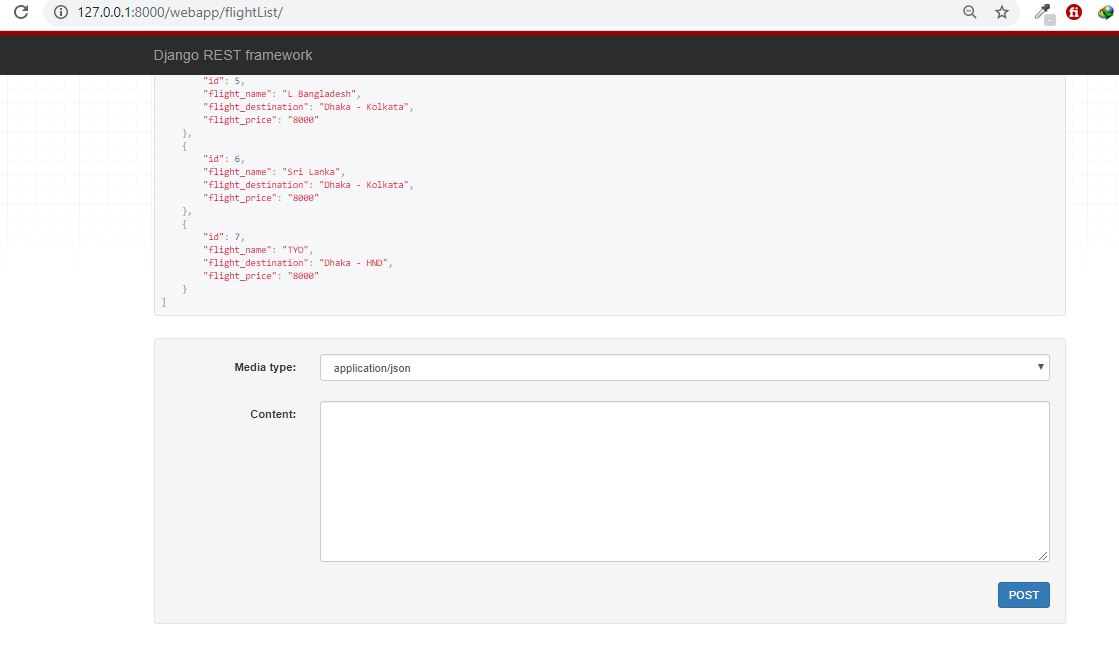 127.0.0.1:8000/webapp/flightList/
Django REST framework
"id": 5,
"flight_name": "L Bangladesh",
"flight_destination": "Dhaka - Kolkata",
"flight_price": "8000"
},
{
"id": 6,
"flight_name": "Sri Lanka",
"flight_destination": "Dhaka - Kolkata",
"flight_price": "8000"
},
{
"id": 7,
"flight_name": "TYO",
"flight_destination": "Dhaka - HND",
"flight_price": "8000"
}
]
Media type: application/json
Content:
POST